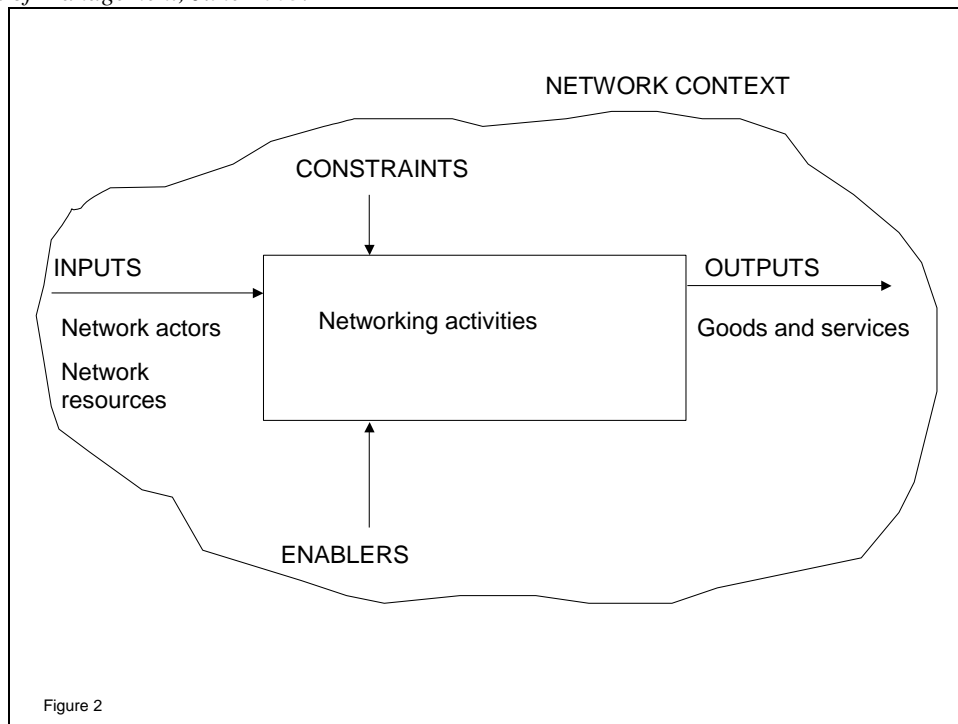 NETWORK CONTEXT
CONSTRAINTS
INPUTS
OUTPUTS
Network actors
Networking activities
Goods and services
Network
resources
ENABLERS
Figure 2